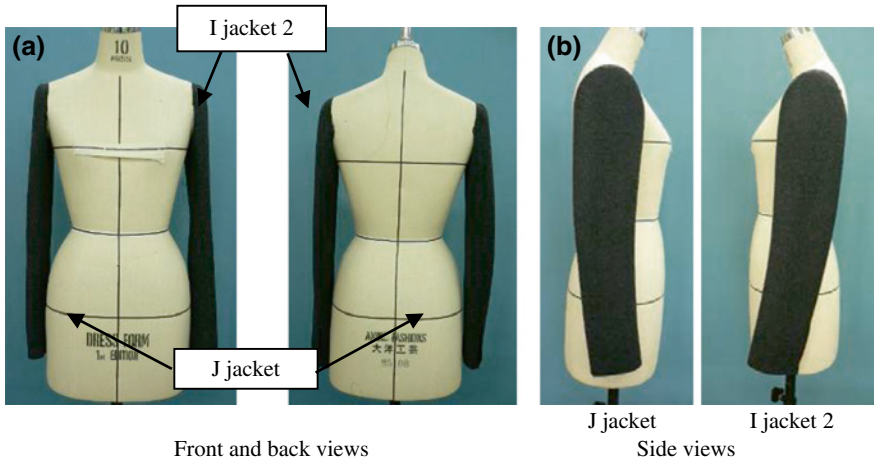 (a)
I jacket 2
(b)
10
DRESS FORM
1ST EDITION
大洋工芸
J jacket
J jacket
I jacket 2
Front and back views
Side views